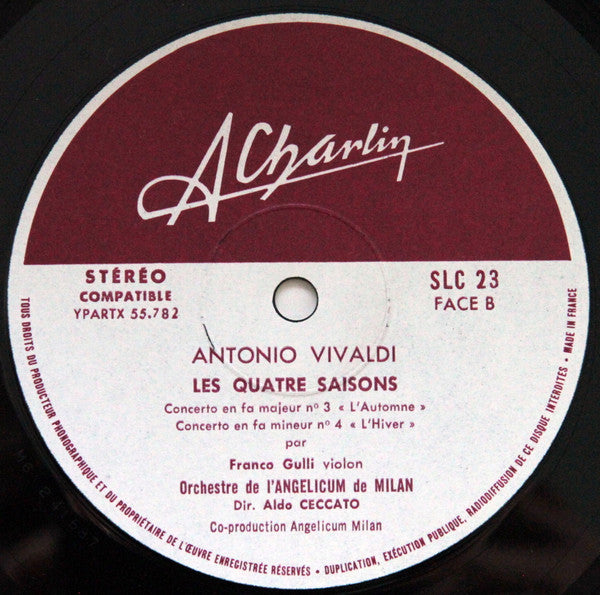 A Charlin
STÉRÉO
COMPATIBLE
YPARTX 55.782
SLC 23
FACE B
ANTONIO VIVALDI
LES QUATRE SAISONS
Concerto en fa majeur nº 3 « L'Automne »
Concerto en fa mineur nº 4 « L'Hiver »
par
Franco Gulli violon
Orchestre de l'ANGELICUM de MILAN
Dir. Aldo CECCATO
Co-production Angelicum Milan
TOUS DROITS DU PRODUCTEUR PHONOGRAPHIQUE ET DU PROPRIÉTAIRE DE L'ŒUVRE ENREGISTRÉE RÉSERVÉS • DUPLICATION, EXÉCUTION PUBLIQUE, RADIODIFFUSION DE CE DISQUE INTERDITES • MADE IN FRANCE